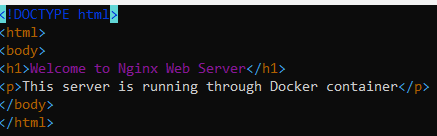 <!DOCTYPE html>
<html>
<body>
<h1>Welcome to Nginx Web Server</h1>
<p>This server is running through Docker container</p>
</body>
</html>